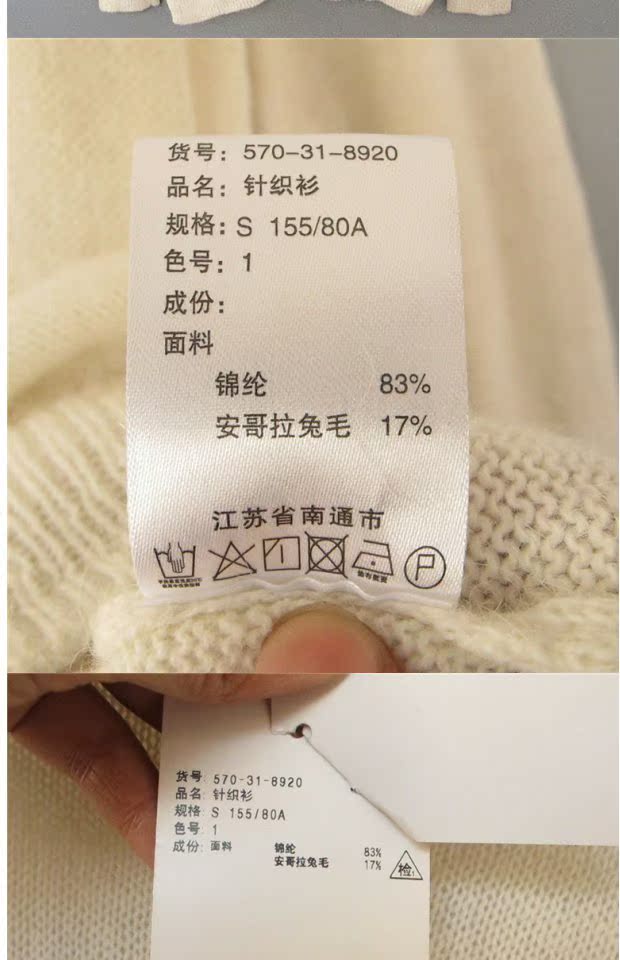 货号：570-31-8920
品名：针织衫
规格：S 155/80A
色号：1
成份：
面料
锦纶 83%
安哥拉兔毛 17%
江苏省南通市
P
货号: 570-31-8920
品名: 针织衫
规格: S 155/80A
色号: 1
成份: 面料 锦纶 83%
安哥拉兔毛 17%
检